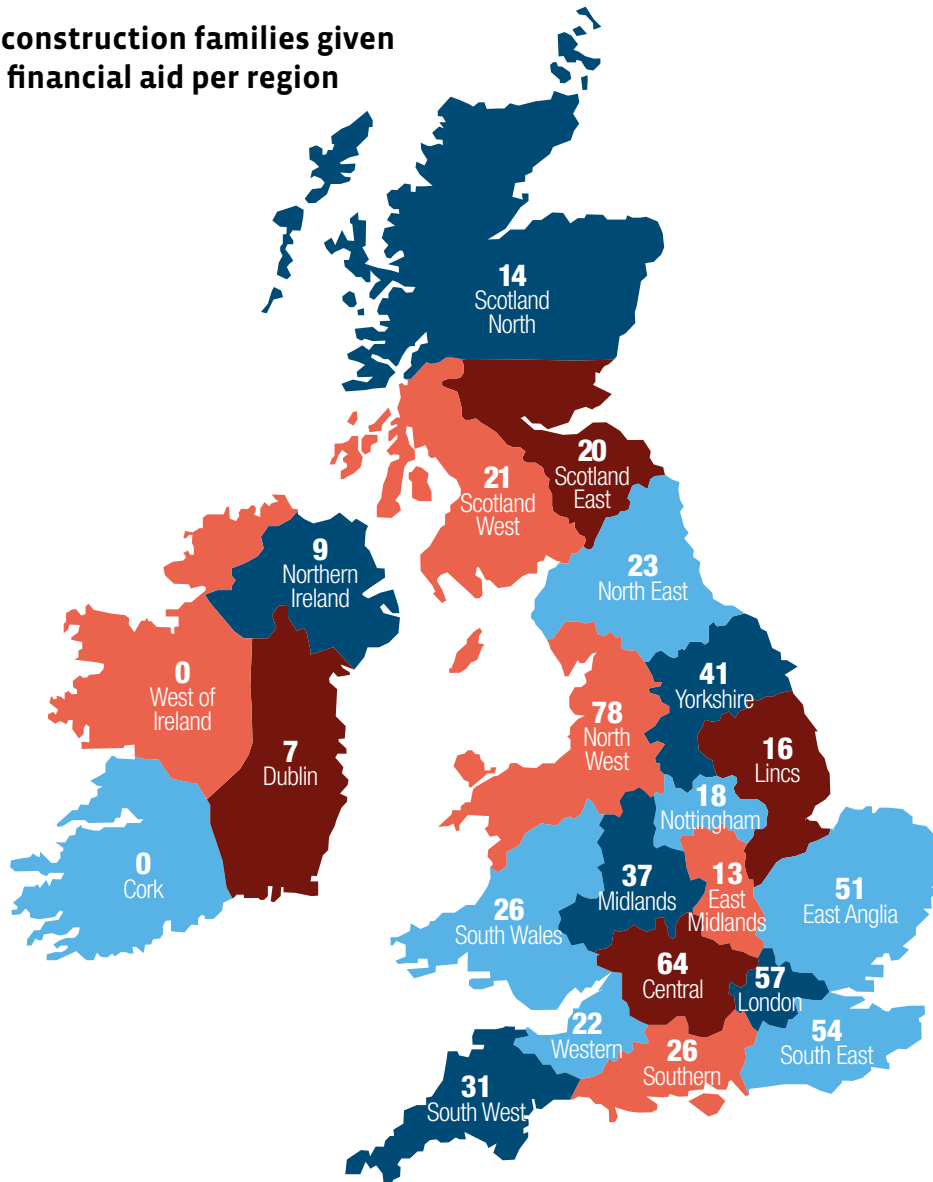 construction families given
financial aid per region
14
Scotland
North
20
Scotland
East
21
Scotland
West
9
Northern
Ireland
23
North East
0
West of
Ireland
41
Yorkshire
78
North
West
7
Dublin
16
Lincs
18
Nottingham
0
Cork
37
Midlands
13
East
Midlands
51
East Anglia
26
South Wales
64
Central
57
London
22
Western
54
South East
26
Southern
31
South West